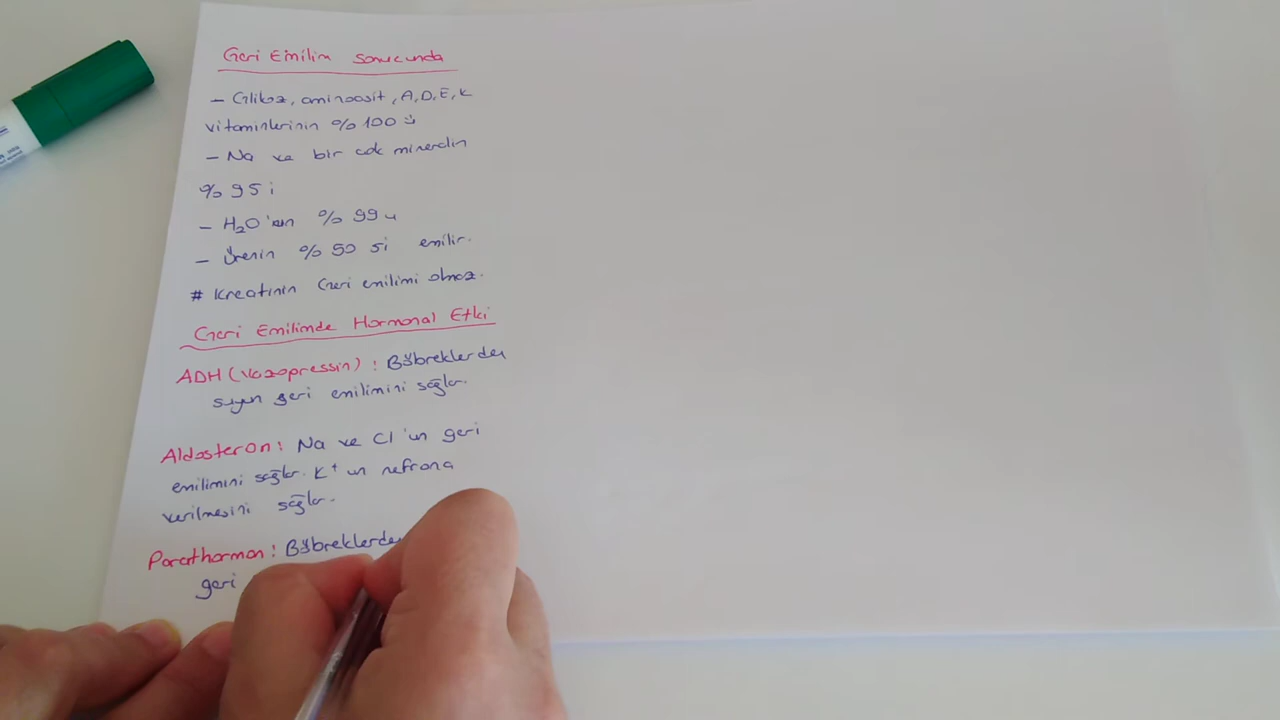 Geri Emilim sonucunda
- Glikoz, aminoasit, A, D, E, K
vitaminlerinin % 100 ü
- Na ve bir çok mineralin
% 95 i
- H₂O'nun % 99 u
- Ürenin % 50 si emilir.
# Kreatinin Geri emilimi olmaz.
Geri Emilimde Hormonal Etki
ADH (Vazopressin) : Böbreklerden
suyun geri emilimini sağlar.
Aldosteron : Na ve Cl 'un geri
emilimini sağlar. K⁺ un nefrona
verilmesini sağlar.
Parathormon : Böbreklerden
geri